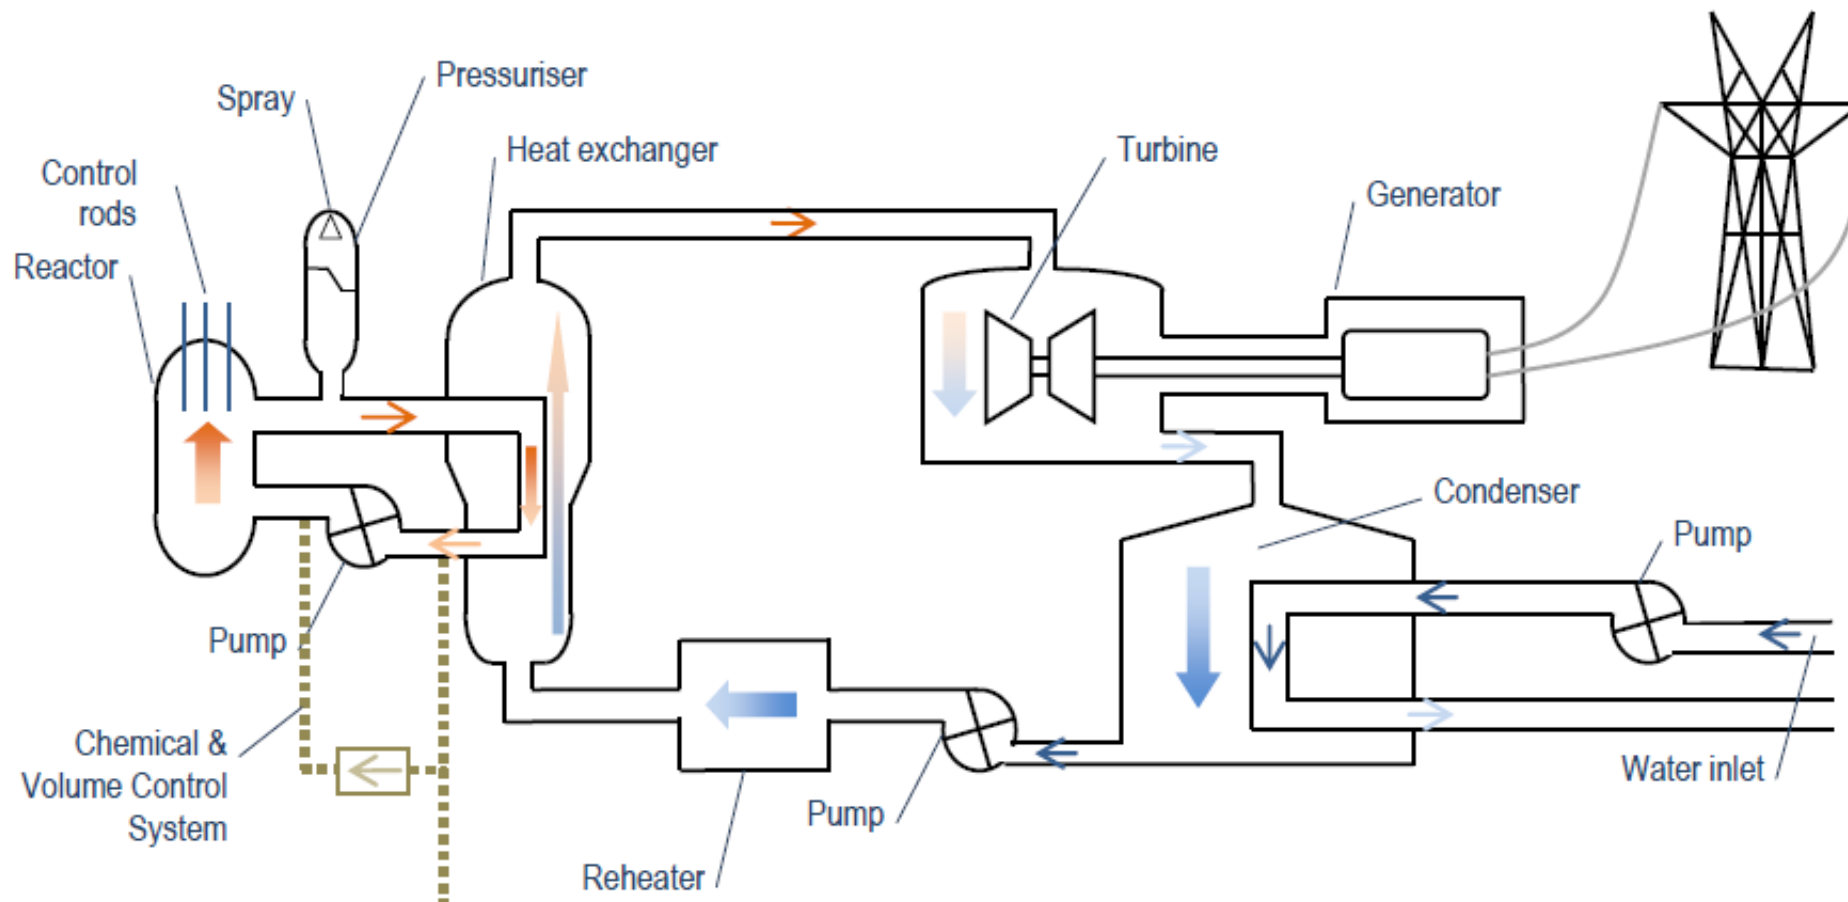 Pressuriser
Spray
Heat exchanger
Turbine
Control
rods
Generator
Reactor
Condenser
Pump
Pump
Chemical &
Volume Control
System
Water inlet
Pump
Reheater